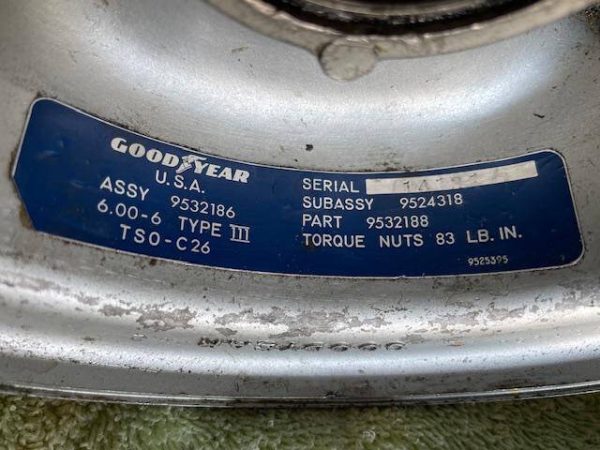 GOODYEAR
U.S.A.
ASSY 9532186
6.00-6 TYPE III
TSO-C26
SERIAL
SUBASSY 9524318
PART 9532188
TORQUE NUTS 83 LB. IN.
9525395